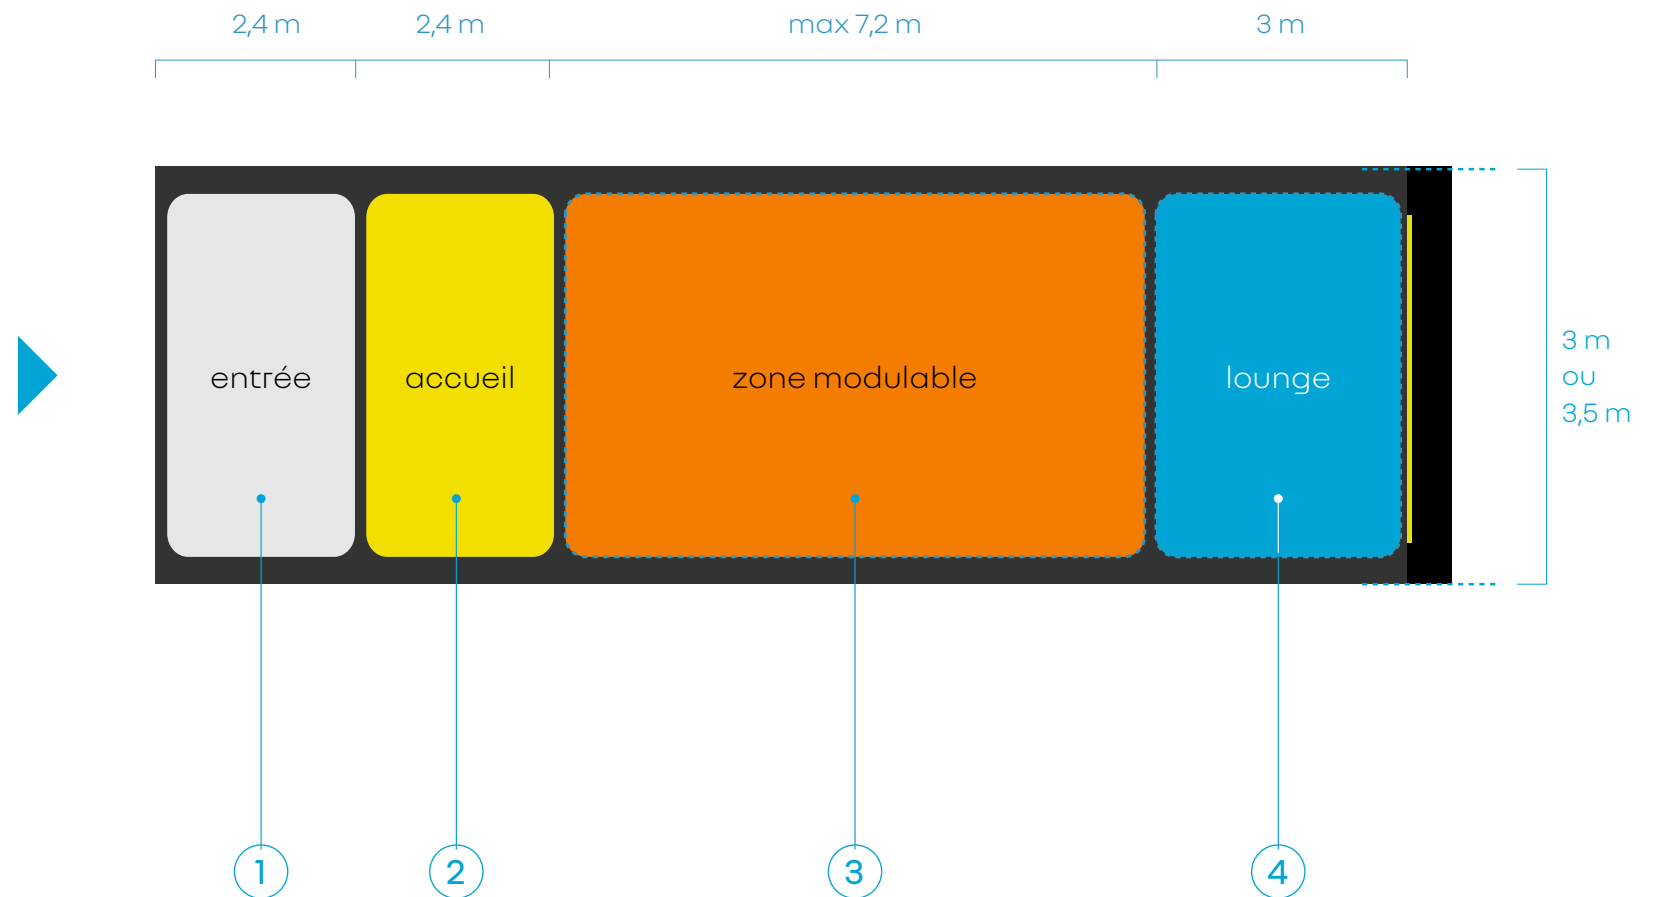 2,4 m
2,4 m
max 7,2 m
3 m
entrée
accueil
zone modulable
lounge
3 m
ou
3,5 m
1
2
3
4